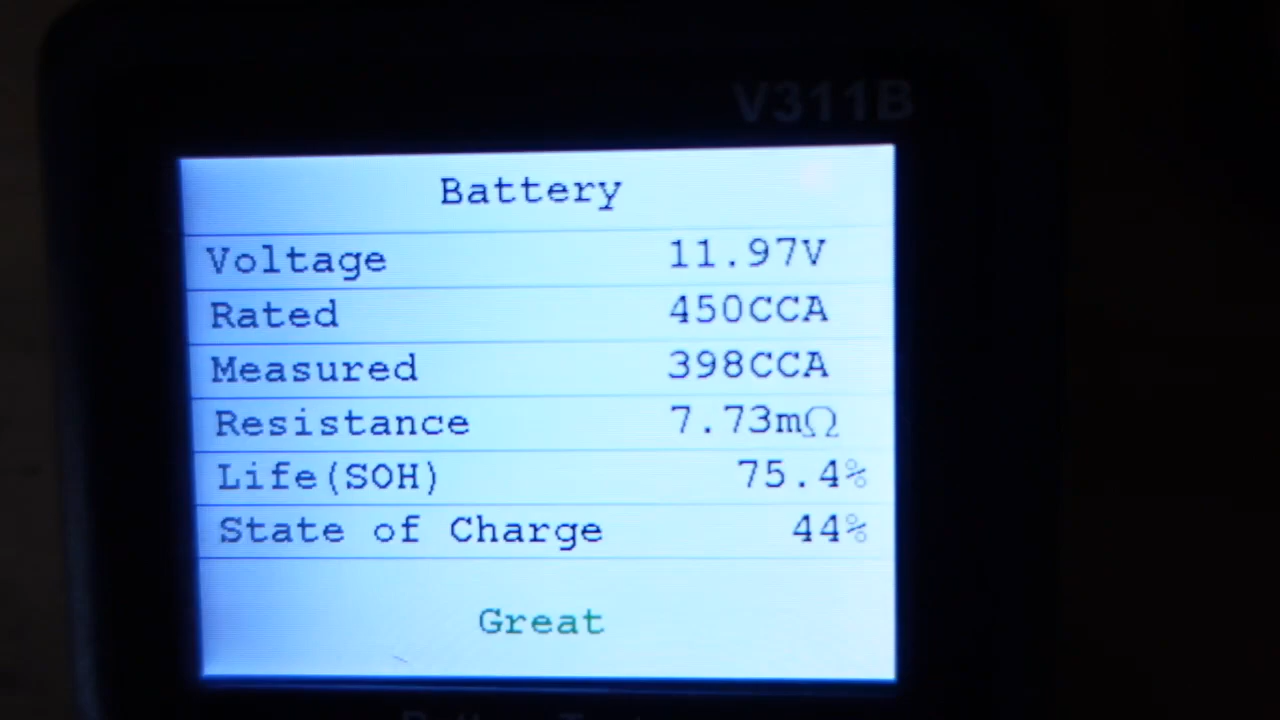 V311B
Battery
Voltage 11.97V
Rated 450CCA
Measured 398CCA
Resistance 7.73mΩ
Life(SOH) 75.4%
State of Charge 44%
Great